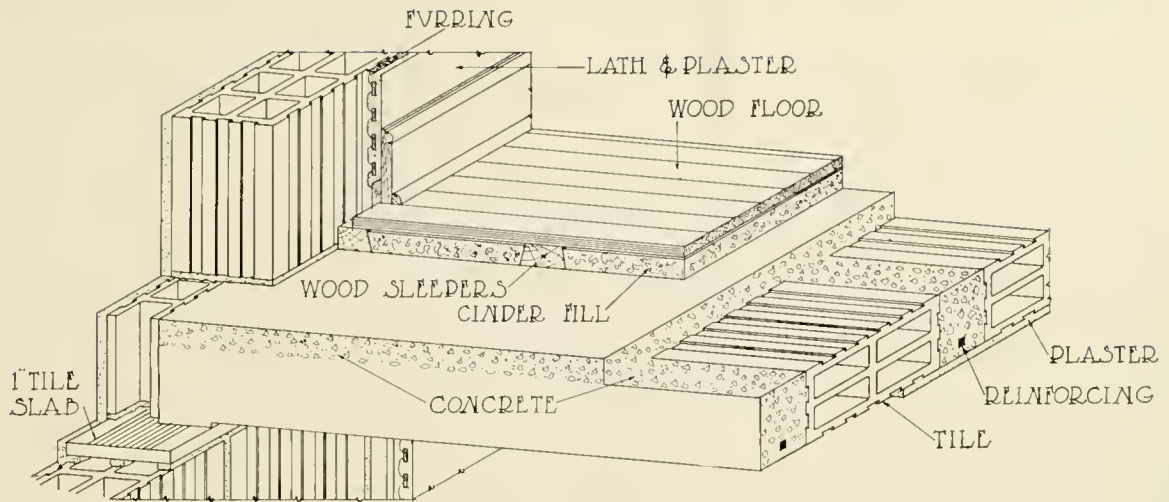 FURRING
LATH & PLASTER
WOOD FLOOR
WOOD SLEEPERS
CINDER FILL
1" TILE
SLAB
CONCRETE
PLASTER
REINFORCING
TILE